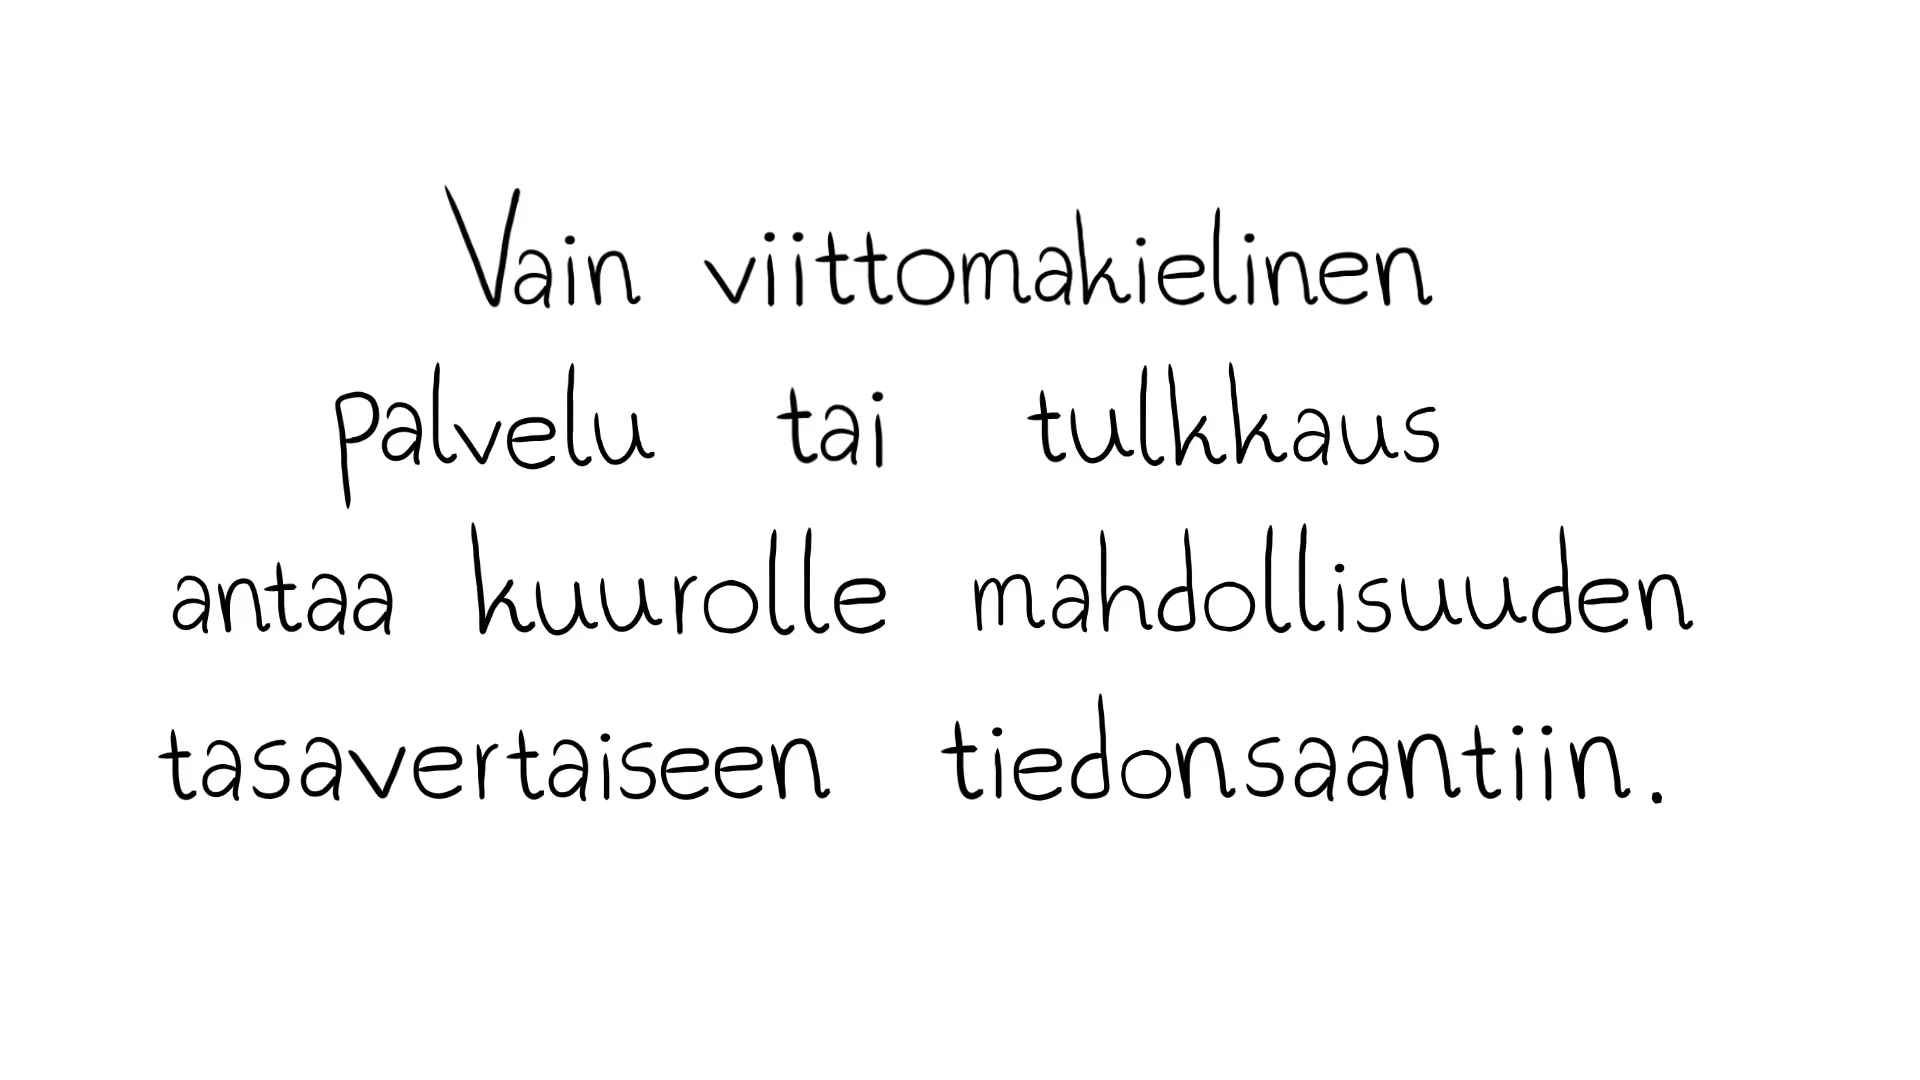 Vain viittomakielinen
palvelu tai tulkkaus
antaa kuurolle mahdollisuuden
tasavertaiseen tiedonsaantiin.